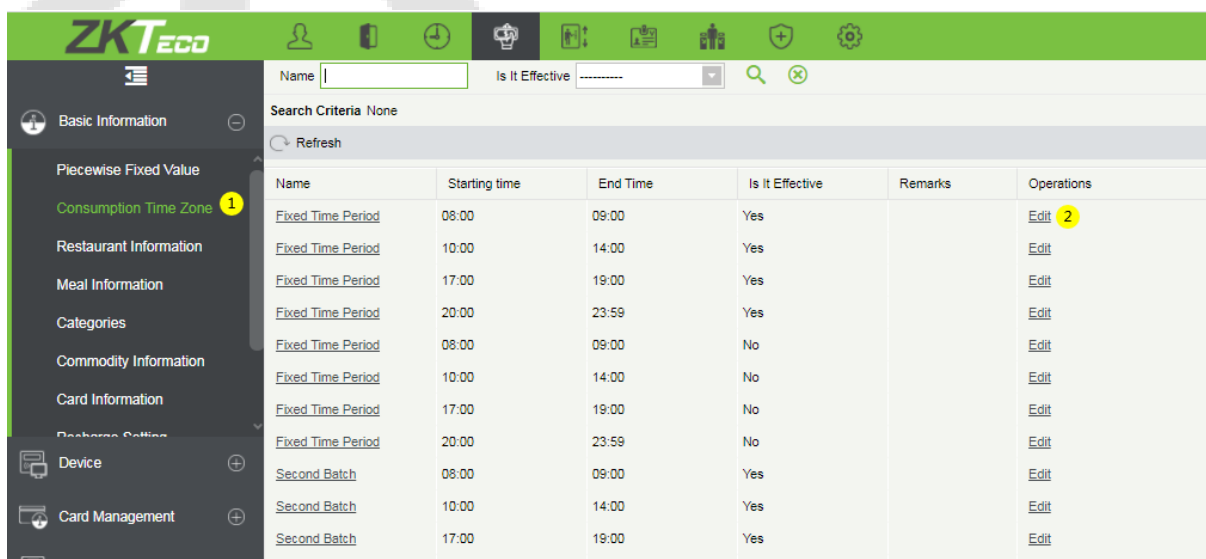 ZKTECO
Name Is It Effective ----------
Search Criteria None
Refresh
Basic Information
Piecewise Fixed Value
Consumption Time Zone 1
Restaurant Information
Meal Information
Categories
Commodity Information
Card Information
Recharge Setting
Device
Card Management
Name Starting time End Time Is It Effective Remarks Operations
Fixed Time Period 08:00 09:00 Yes Edit 2
Fixed Time Period 10:00 14:00 Yes Edit
Fixed Time Period 17:00 19:00 Yes Edit
Fixed Time Period 20:00 23:59 Yes Edit
Fixed Time Period 08:00 09:00 No Edit
Fixed Time Period 10:00 14:00 No Edit
Fixed Time Period 17:00 19:00 No Edit
Fixed Time Period 20:00 23:59 No Edit
Second Batch 08:00 09:00 Yes Edit
Second Batch 10:00 14:00 Yes Edit
Second Batch 17:00 19:00 Yes Edit